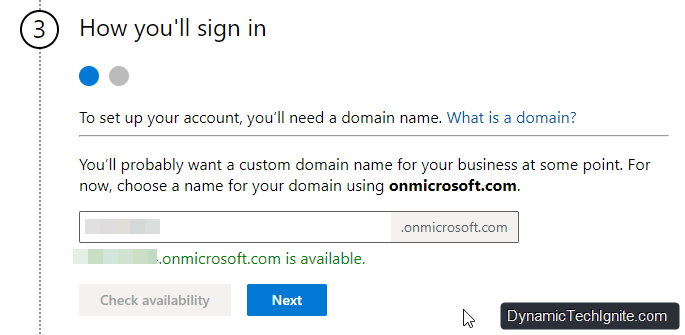 3
How you'll sign in
To set up your account, you'll need a domain name. What is a domain?
You'll probably want a custom domain name for your business at some point. For
now, choose a name for your domain using onmicrosoft.com.
.onmicrosoft.com
.onmicrosoft.com is available.
Check availability
Next
DynamicTechIgnite.com